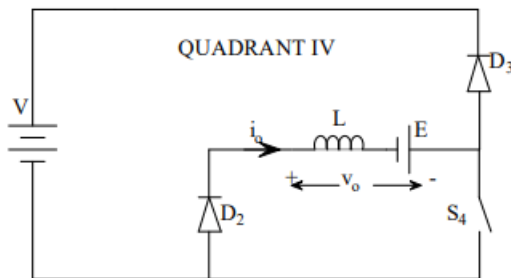 QUADRANT IV
D3
V
L
E
io
+ vo -
S4
D2